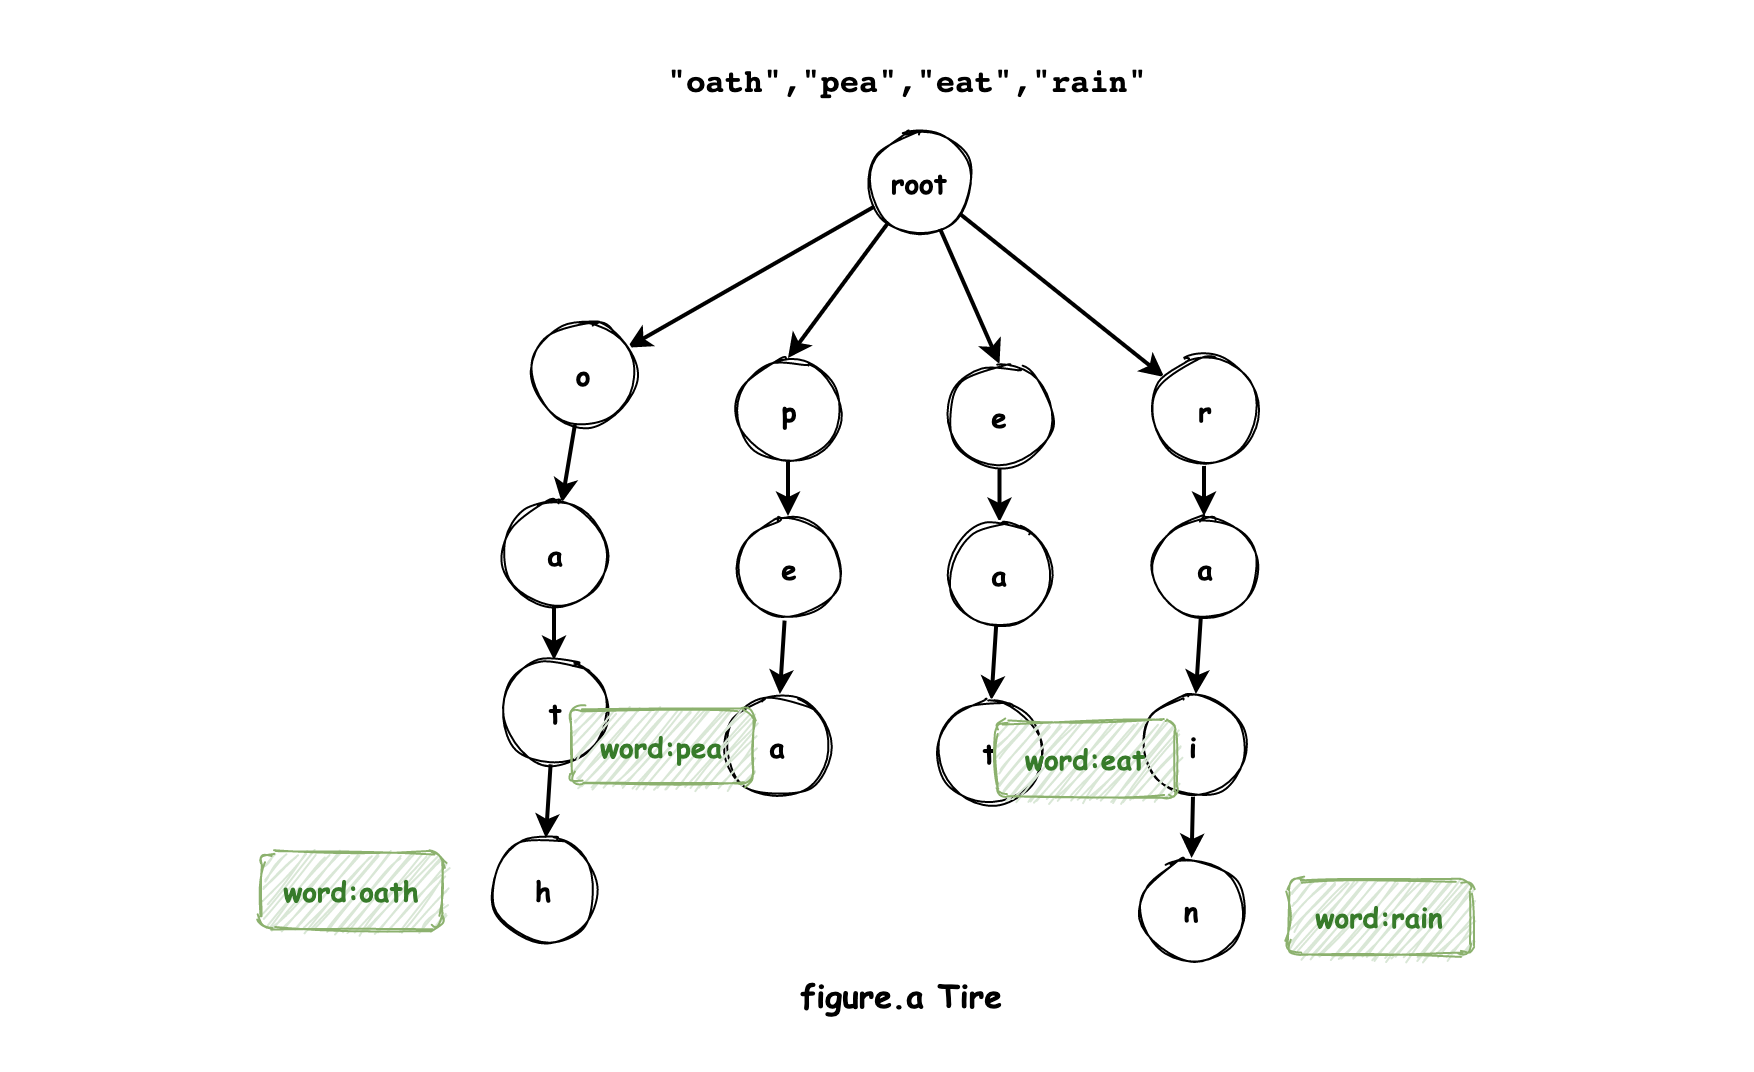 "oath","pea","eat","rain"
root
o
p
e
r
a
e
a
a
t
word:pea
a
t
word:eat
i
word:oath
h
n
word:rain
figure.a Tire